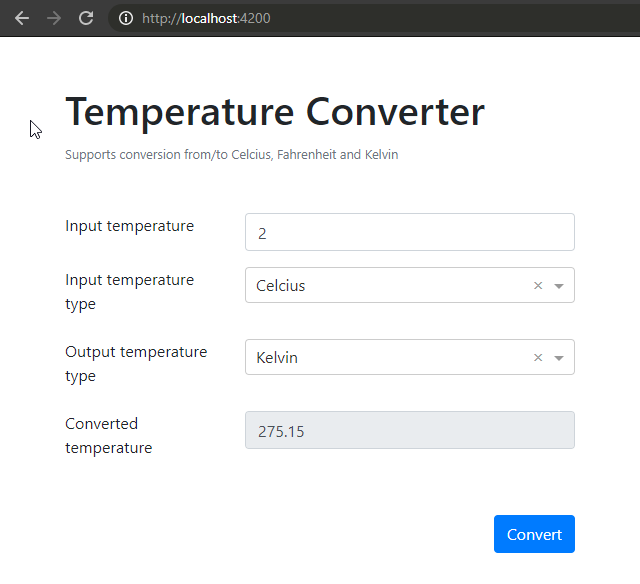 http://localhost:4200
Temperature Converter
Supports conversion from/to Celcius, Fahrenheit and Kelvin
Input temperature
2
Input temperature
type
Celcius
×
Output temperature
type
Kelvin
×
Converted
temperature
275.15
Convert